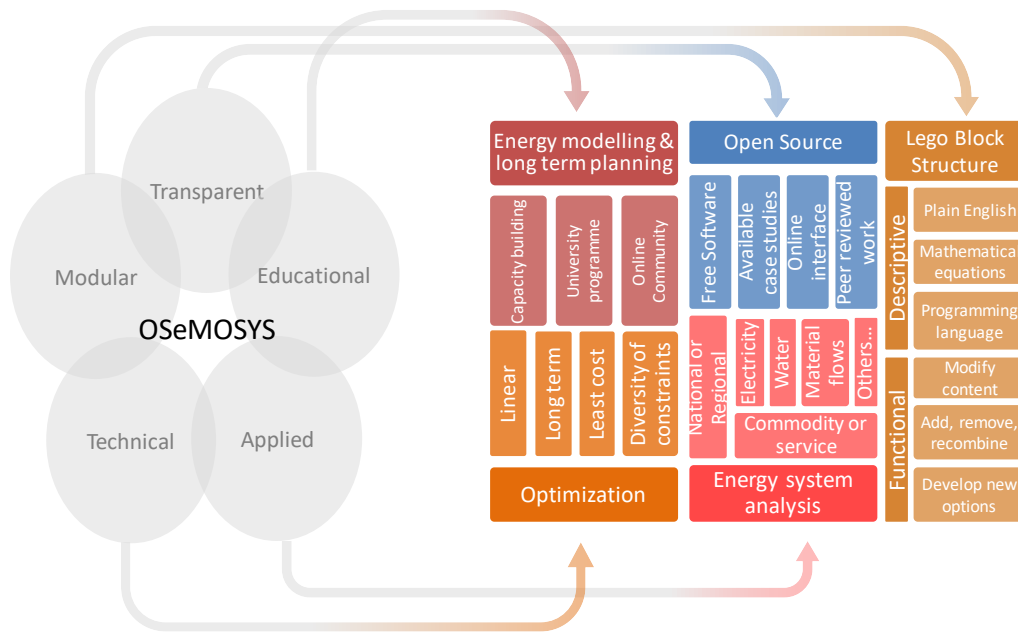 Transparent
Modular
Educational
OSeMOSYS
Technical
Applied
Energy modelling &
long term planning
Capacity building
University
programme
Online
Community
Linear
Long term
Least cost
Diversity of
constraints
Optimization
Open Source
Free Software
Available
case studies
Online
interface
Peer reviewed
work
National or
Regional
Electricity
Water
Material
flows
Others...
Commodity or
service
Energy system
analysis
Lego Block
Structure
Descriptive
Plain English
Mathematical
equations
Programming
language
Functional
Modify
content
Add, remove,
recombine
Develop new
options